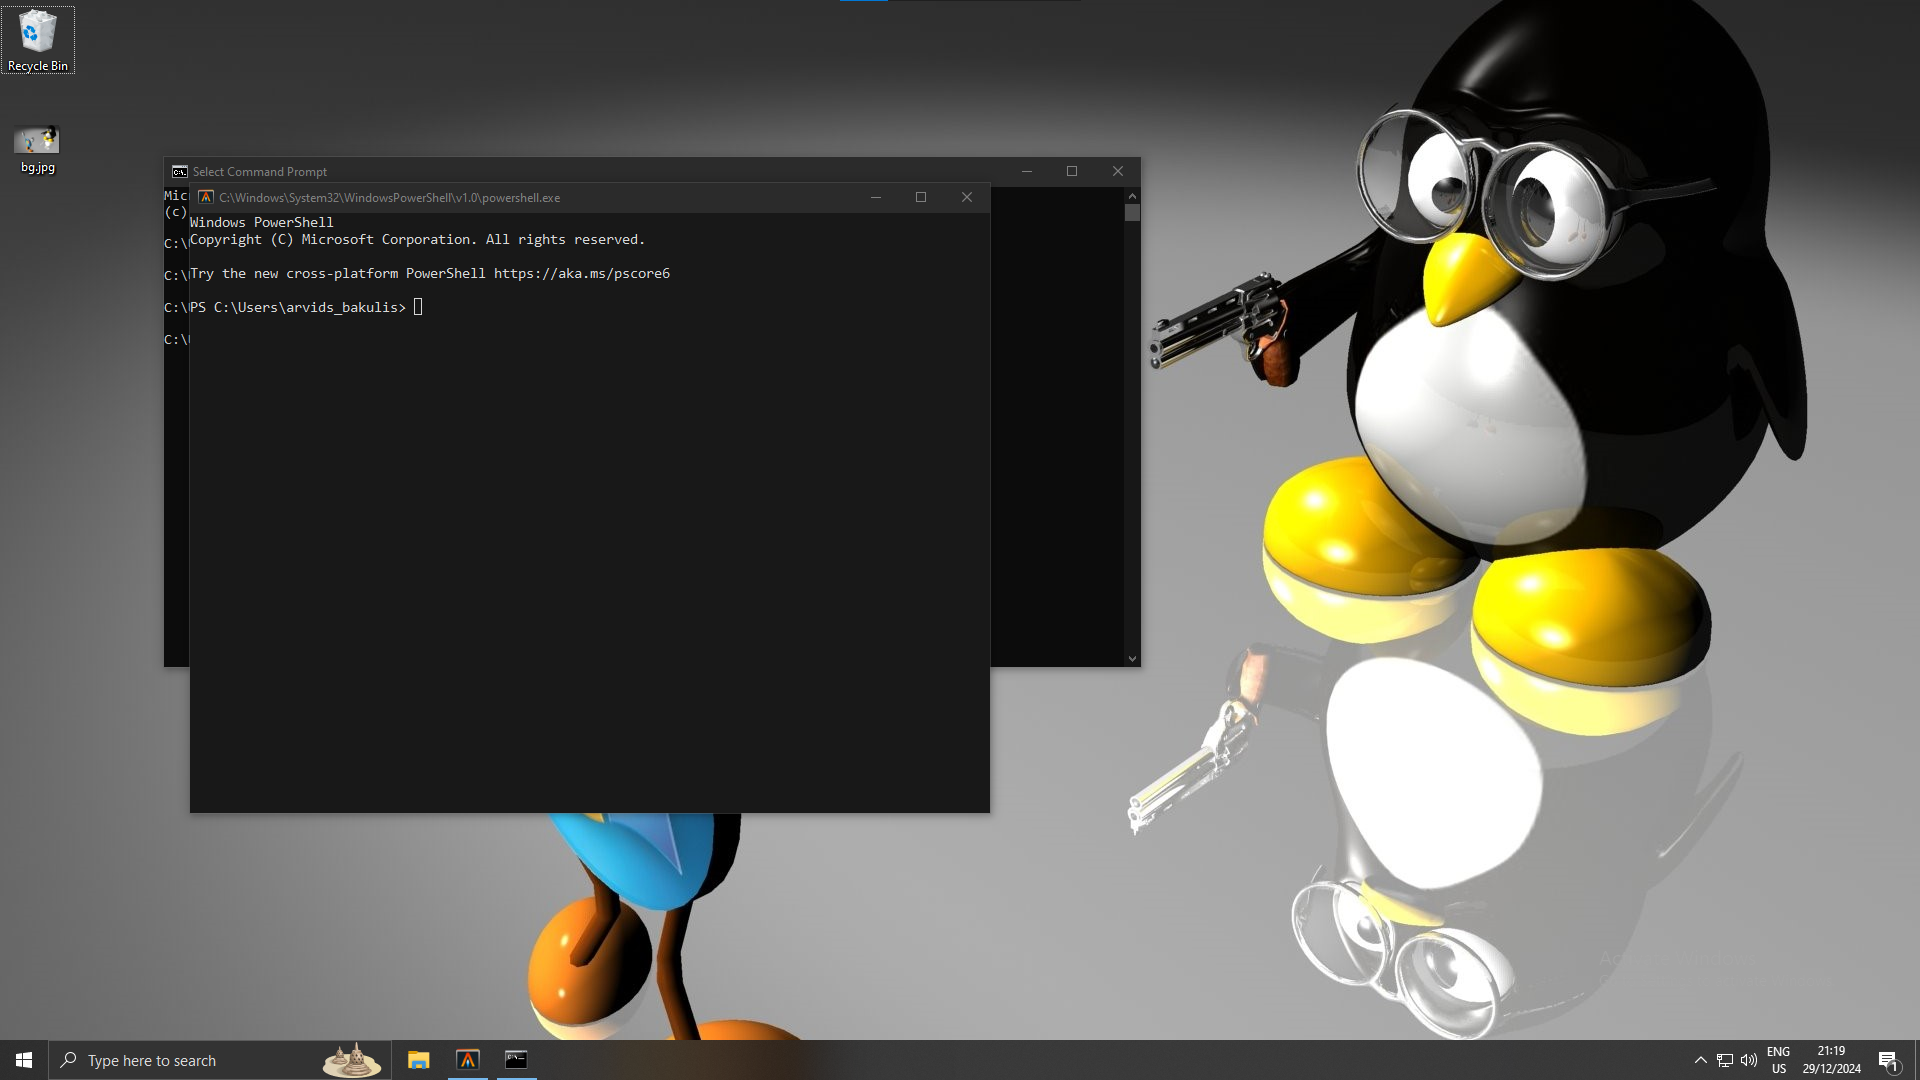 Recycle Bin
bg.jpg
Select Command Prompt
Mic
(c)
C:\
C:\
C:\
C:\
C:\Windows\System32\WindowsPowerShell\v1.0\powershell.exe
Windows PowerShell
Copyright (C) Microsoft Corporation. All rights reserved.
Try the new cross-platform PowerShell https://aka.ms/pscore6
PS C:\Users\arvids_bakulis>
Type here to search
ENG
US
21:19
29/12/2024
1